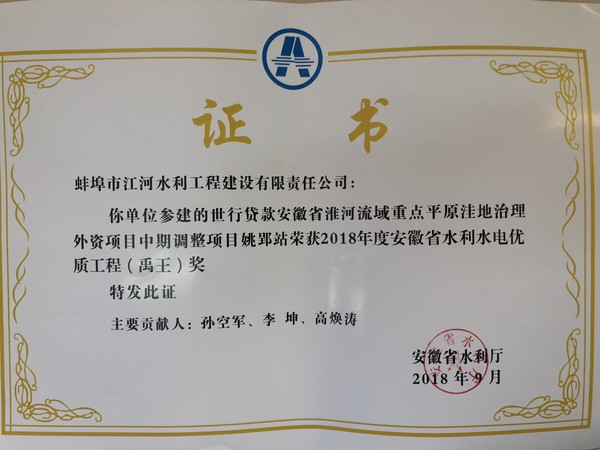 证书
蚌埠市江河水利工程建设有限责任公司：
你单位参建的世行贷款安徽省淮河流域重点平原洼地治理
外资项目中期调整项目姚郢站荣获2018年度安徽省水利水电优
质工程（禹王）奖
特发此证
主要贡献人：孙空军、李 坤、高焕涛
安徽省水利厅
2018 年 9 月